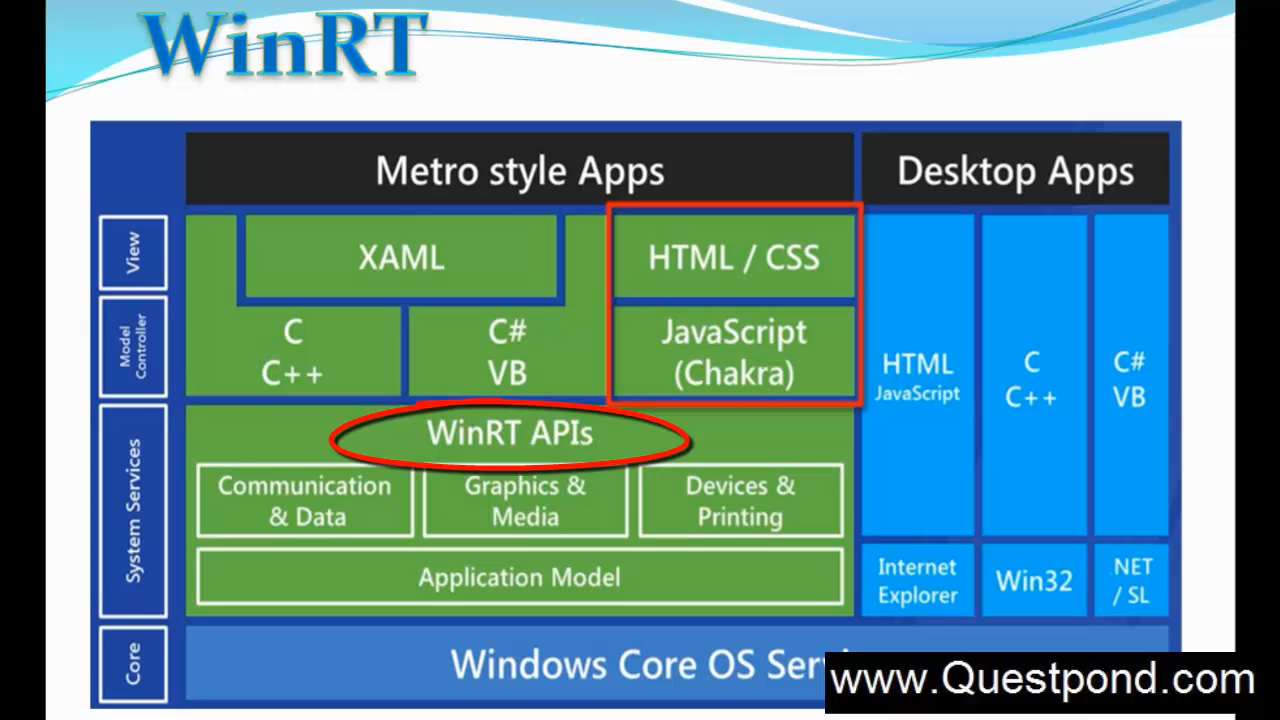 WinRT
Metro style Apps
Desktop Apps
View
XAML
HTML / CSS
Model
Controller
C
C++
C#
VB
JavaScript
(Chakra)
HTML
JavaScript
C
C++
C#
VB
System Services
WinRT APIs
Communication
& Data
Graphics &
Media
Devices &
Printing
Application Model
Internet
Explorer
Win32
.NET
/ SL
Core
Windows Core OS
www.Questpond.com